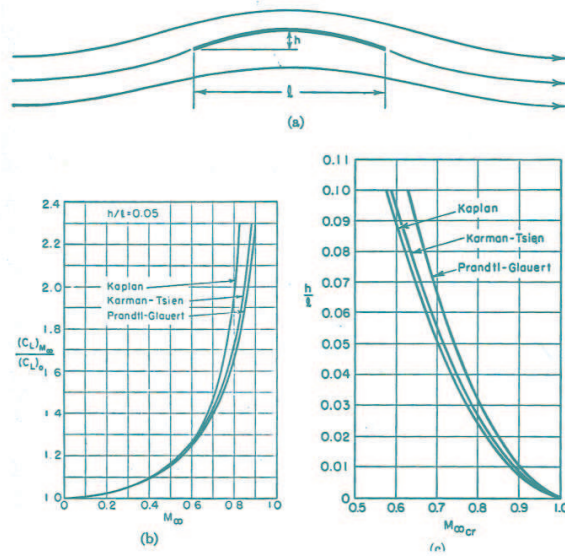 h
ℓ
(a)
2.4
2.2
2.0
1.8
1 6
1.4
1.3
1.2
1.1
1 0
h/ℓ=0.05
Kaplan
Karman-Tsien
Prandtl-Glauert
(C_L)_M∞
(C_L)_0
0
0.2
0.4
0.6
0.8
1.0
M∞
(b)
0.10
0.09
0.08
0.07
0.06
0.05
0.04
0.03
0.02
0.01
0
h
ℓ
Kaplan
Karman-Tsien
Prandtl-Glauert
0.5
0.6
0.7
0.8
0.9
1.0
M∞cr
(c)